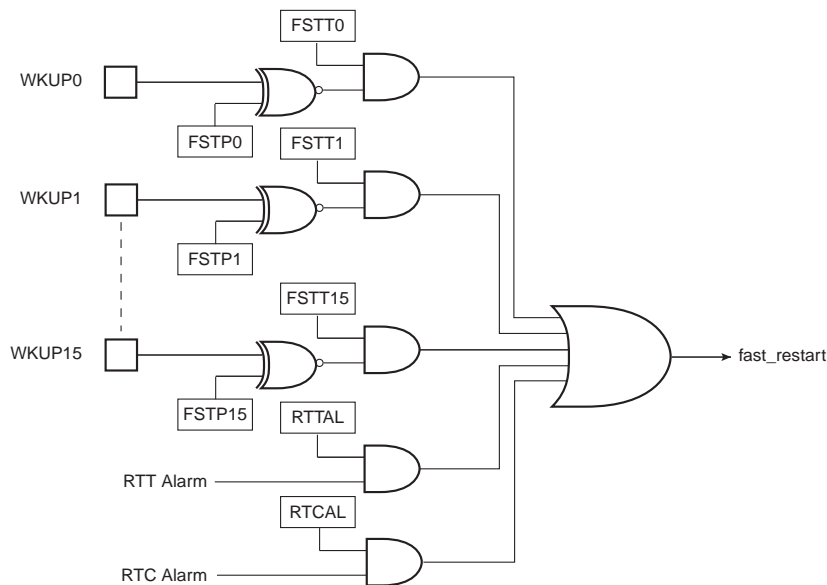 FSTT0
WKUP0
FSTP0
FSTT1
WKUP1
FSTP1
FSTT15
WKUP15
fast_restart
FSTP15
RTTAL
RTT Alarm
RTCAL
RTC Alarm